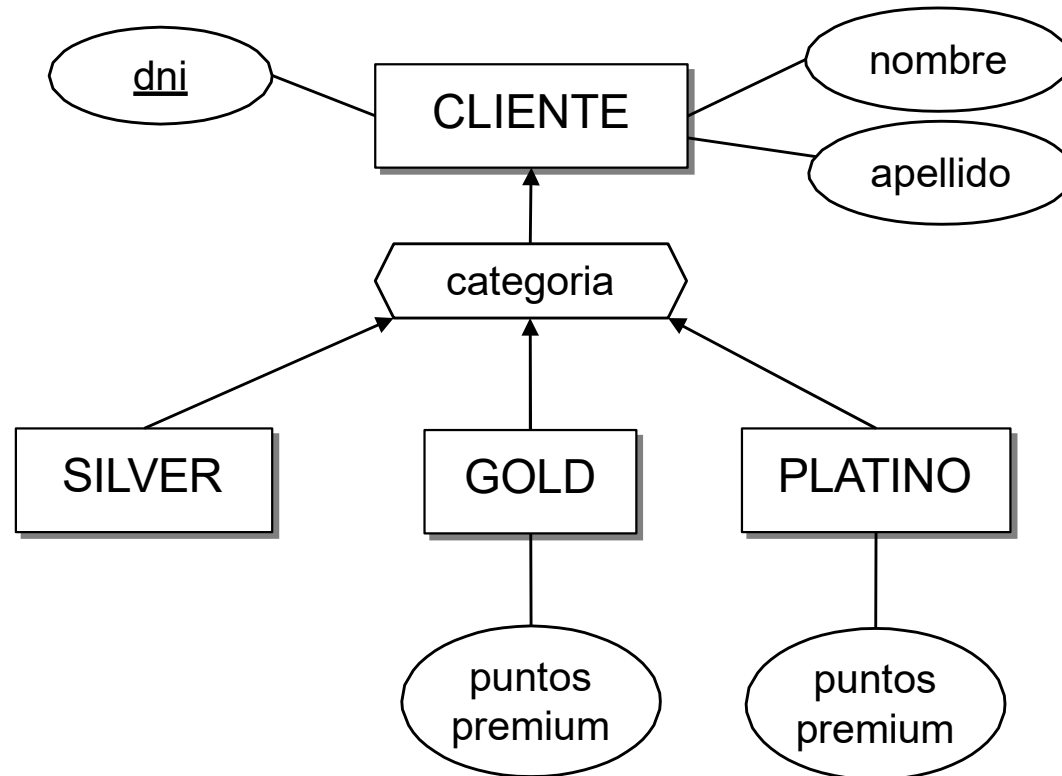 dni
CLIENTE
nombre
apellido
categoria
SILVER
GOLD
PLATINO
puntos
premium
puntos
premium